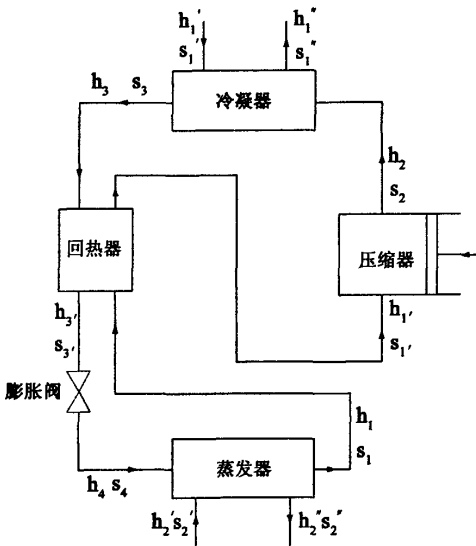 h₁′ h₁″
s₁′ s₁″
冷凝器
h₃ s₃
h₂
s₂
回热器
压缩器
h₃′
s₃′
h₁′
s₁′
膨胀阀
h₁
s₁
蒸发器
h₄ s₄
h₂′s₂′ h₂″s₂″